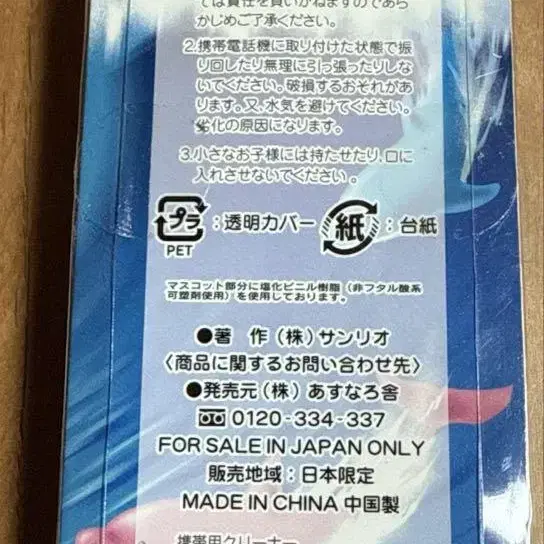 ては責任を負いかねますのであら
かじめご了承ください。
2.携帯電話機に取り付けた状態で振
り回したり無理に引っ張ったりしな
いでください。破損するおそれがあ
ります。又、水気を避けてください。
劣化の原因になります。
3.小さなお子様には持たせたり、口に
入れさせないでください。
プラ:透明カバー 紙:台紙
PET
マスコット部分に塩化ビニル樹脂（非フタル酸系
可塑剤使用）を使用しております。
●著 作（株）サンリオ
〈商品に関するお問い合わせ先〉
●発売元（株）あすなろ舎
0120-334-337
FOR SALE IN JAPAN ONLY
販売地域:日本限定
MADE IN CHINA 中国製
携帯用クリーナー